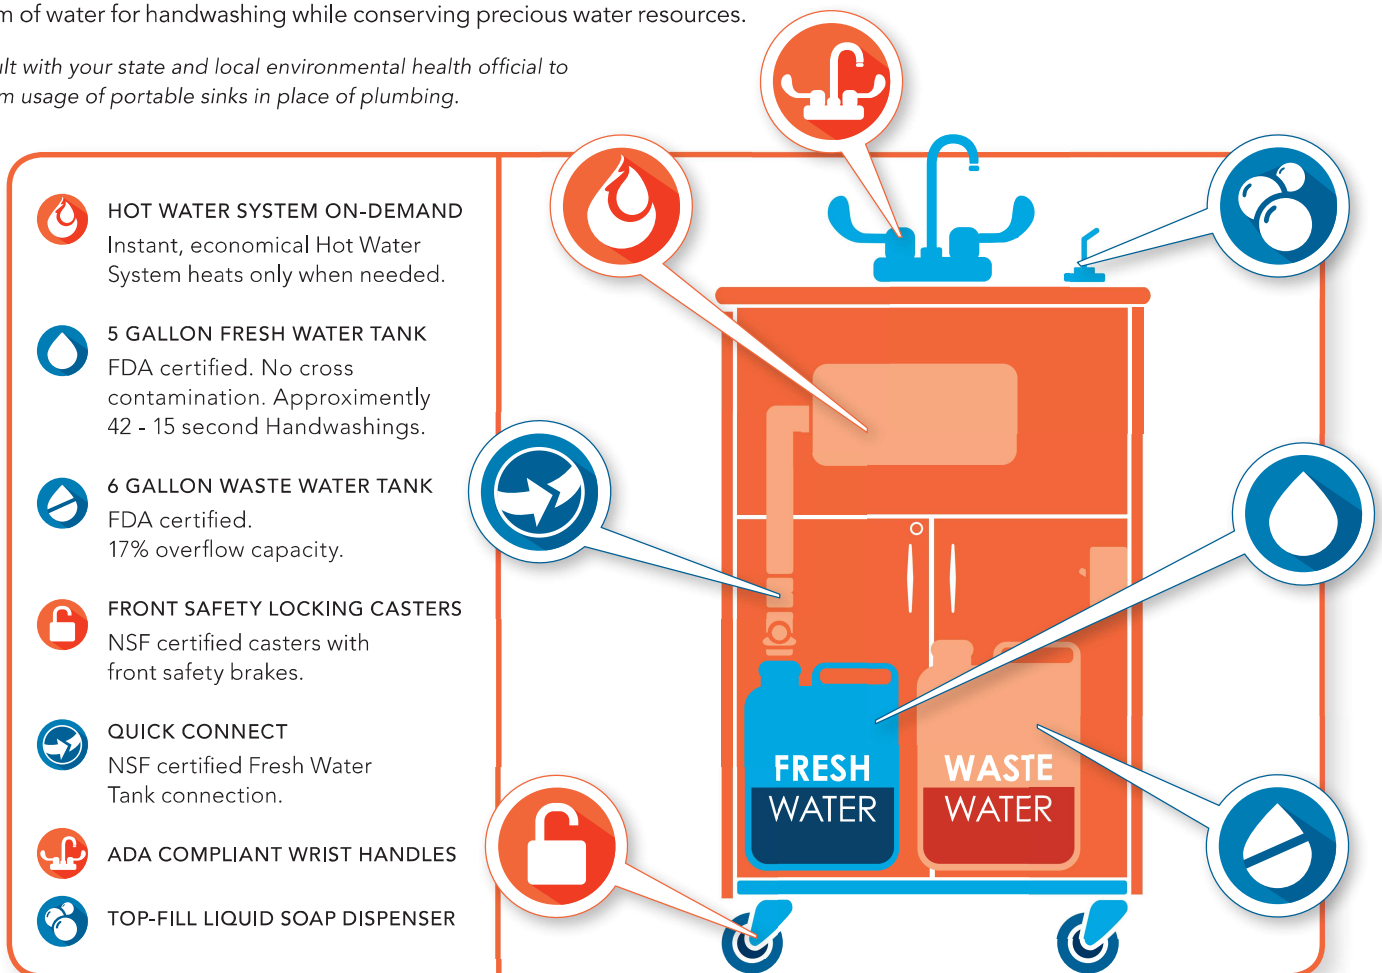 of water for handwashing while conserving precious water resources.
with your state and local environmental health official to
usage of portable sinks in place of plumbing.
HOT WATER SYSTEM ON-DEMAND
Instant, economical Hot Water
System heats only when needed.
5 GALLON FRESH WATER TANK
FDA certified. No cross
contamination. Approximently
42 - 15 second Handwashings.
6 GALLON WASTE WATER TANK
FDA certified.
17% overflow capacity.
FRONT SAFETY LOCKING CASTERS
NSF certified casters with
front safety brakes.
QUICK CONNECT
NSF certified Fresh Water
Tank connection.
ADA COMPLIANT WRIST HANDLES
TOP-FILL LIQUID SOAP DISPENSER
FRESH
WATER
WASTE
WATER